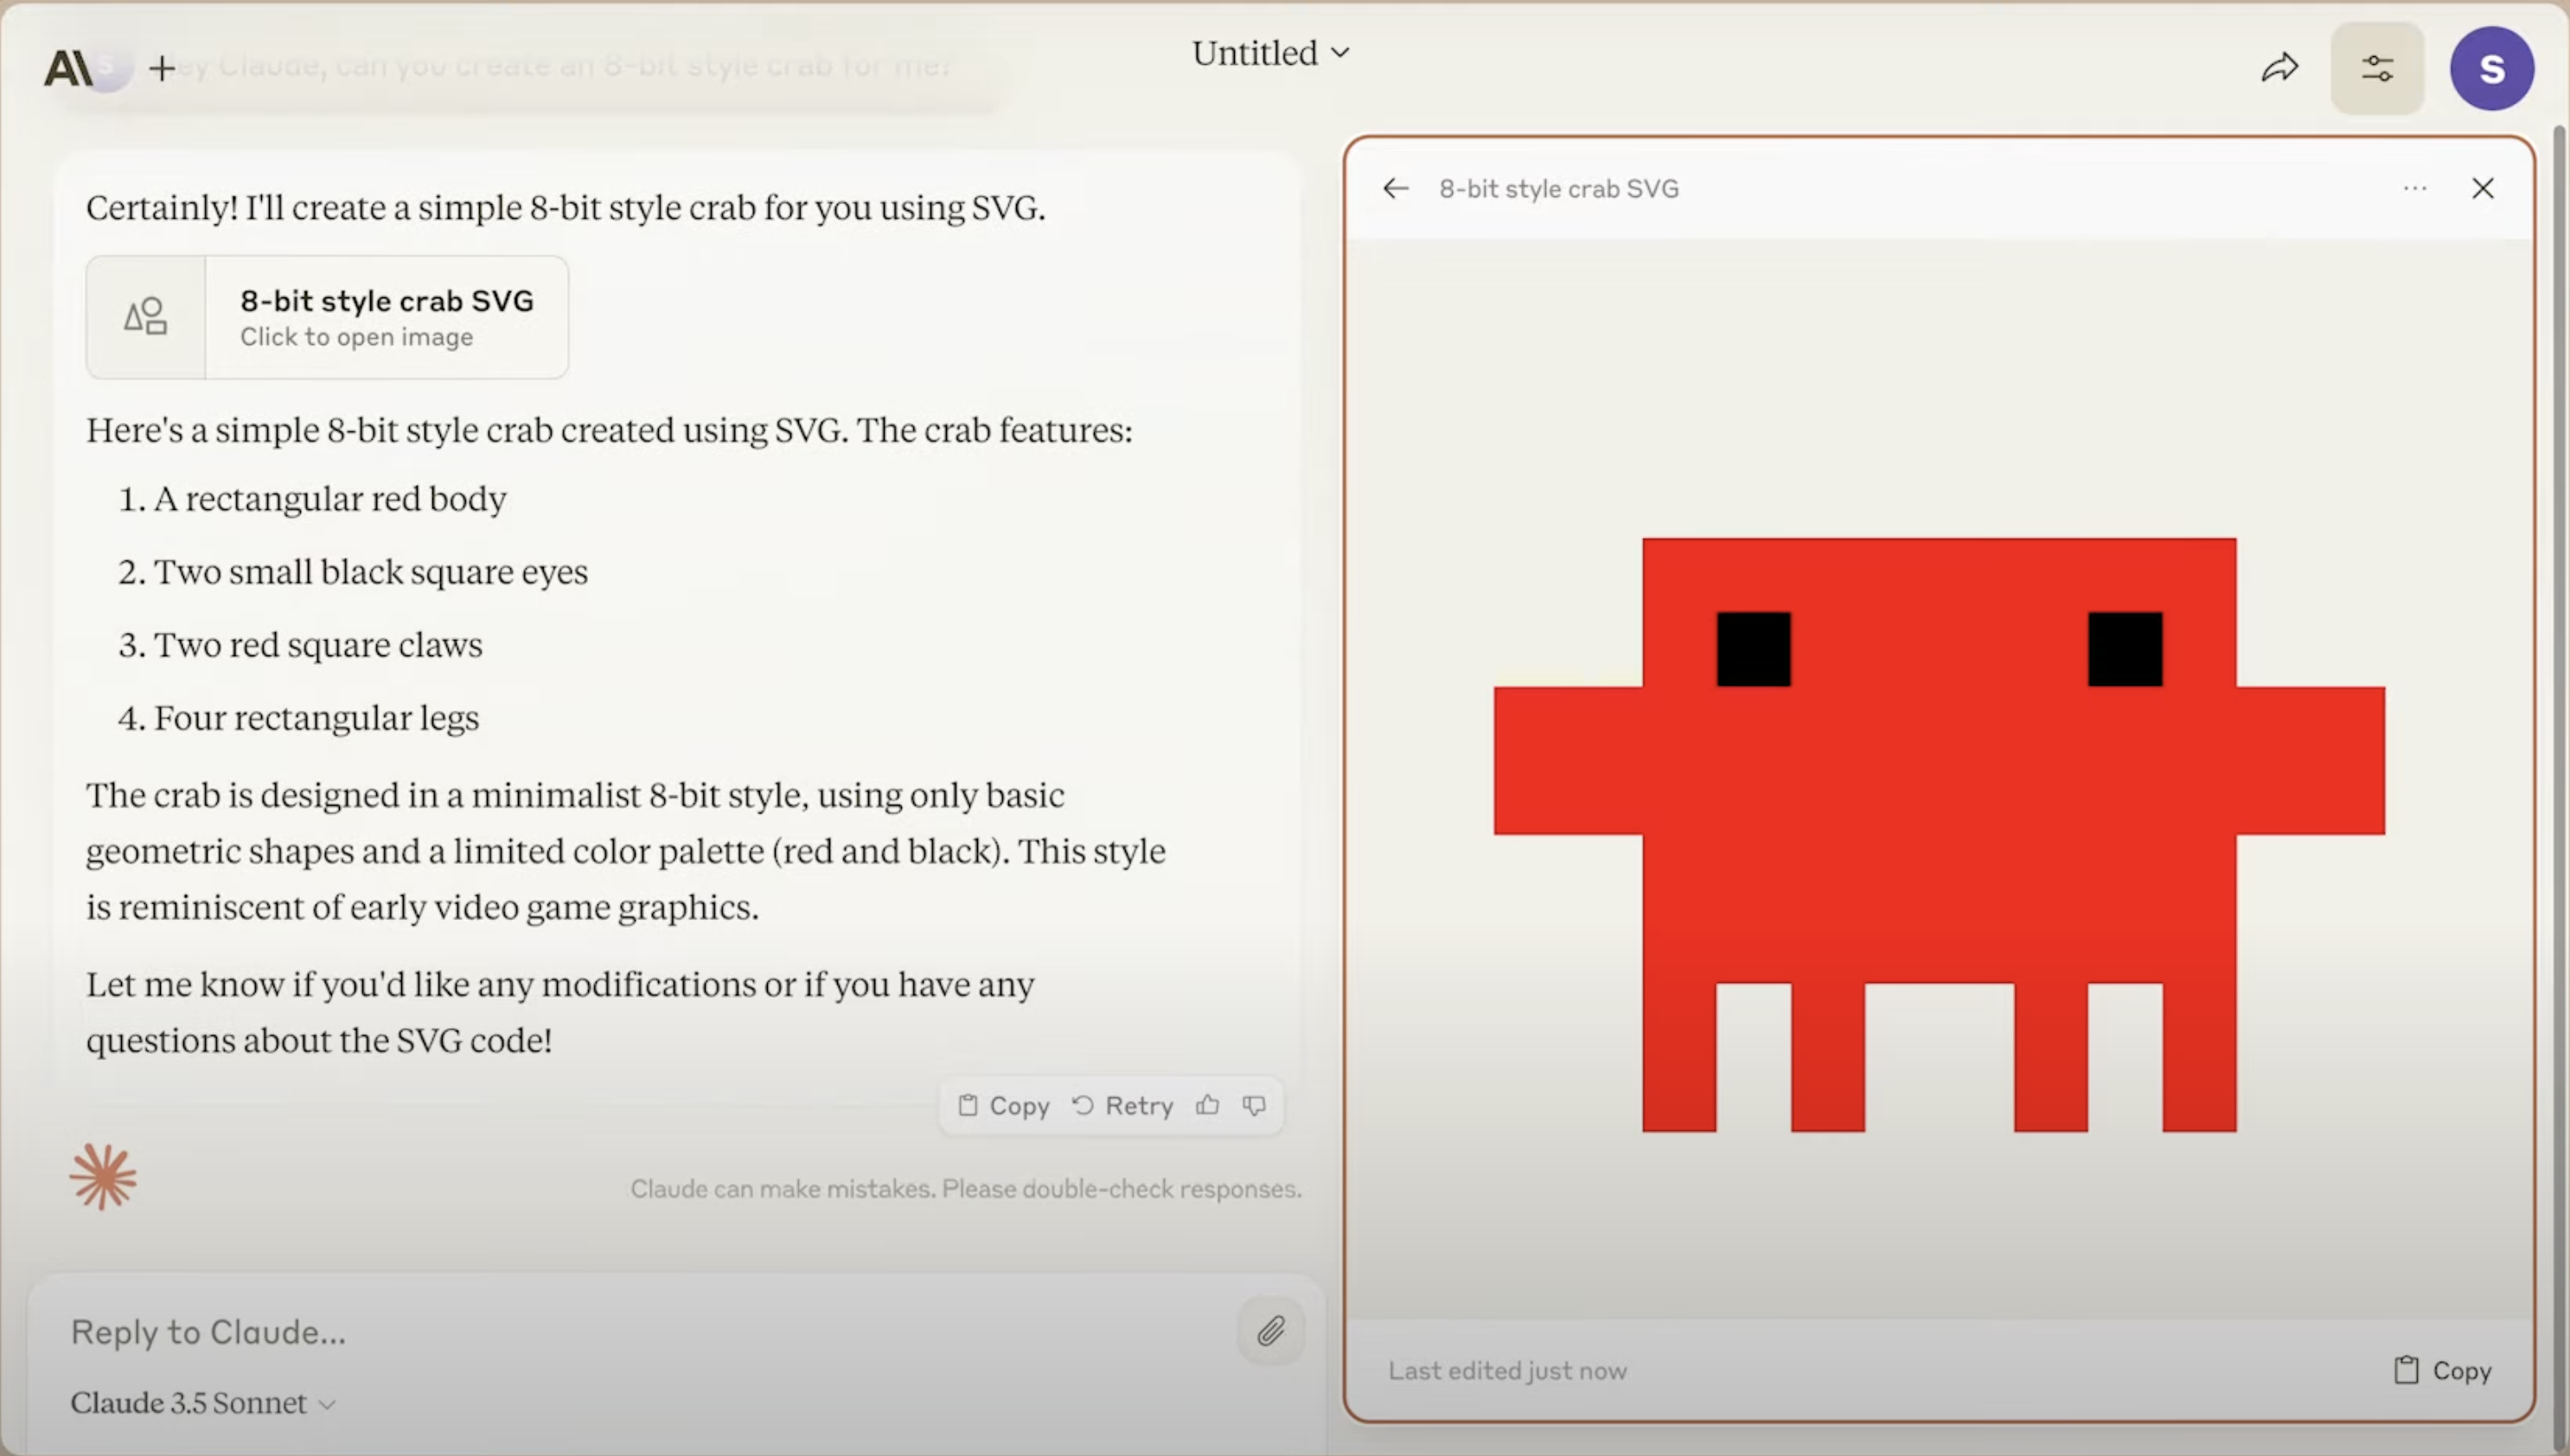 Untitled
S
Hey Claude, can you create an 8-bit style crab for me?
Certainly! I'll create a simple 8-bit style crab for you using SVG.
8-bit style crab SVG
Click to open image
Here's a simple 8-bit style crab created using SVG. The crab features:
1. A rectangular red body
2. Two small black square eyes
3. Two red square claws
4. Four rectangular legs
The crab is designed in a minimalist 8-bit style, using only basic
geometric shapes and a limited color palette (red and black). This style
is reminiscent of early video game graphics.
Let me know if you'd like any modifications or if you have any
questions about the SVG code!
Copy Retry
Claude can make mistakes. Please double-check responses.
Reply to Claude...
Claude 3.5 Sonnet
8-bit style crab SVG
Last edited just now
Copy